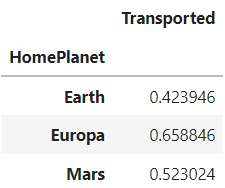 Transported
HomePlanet
Earth 0.423946
Europa 0.658846
Mars 0.523024